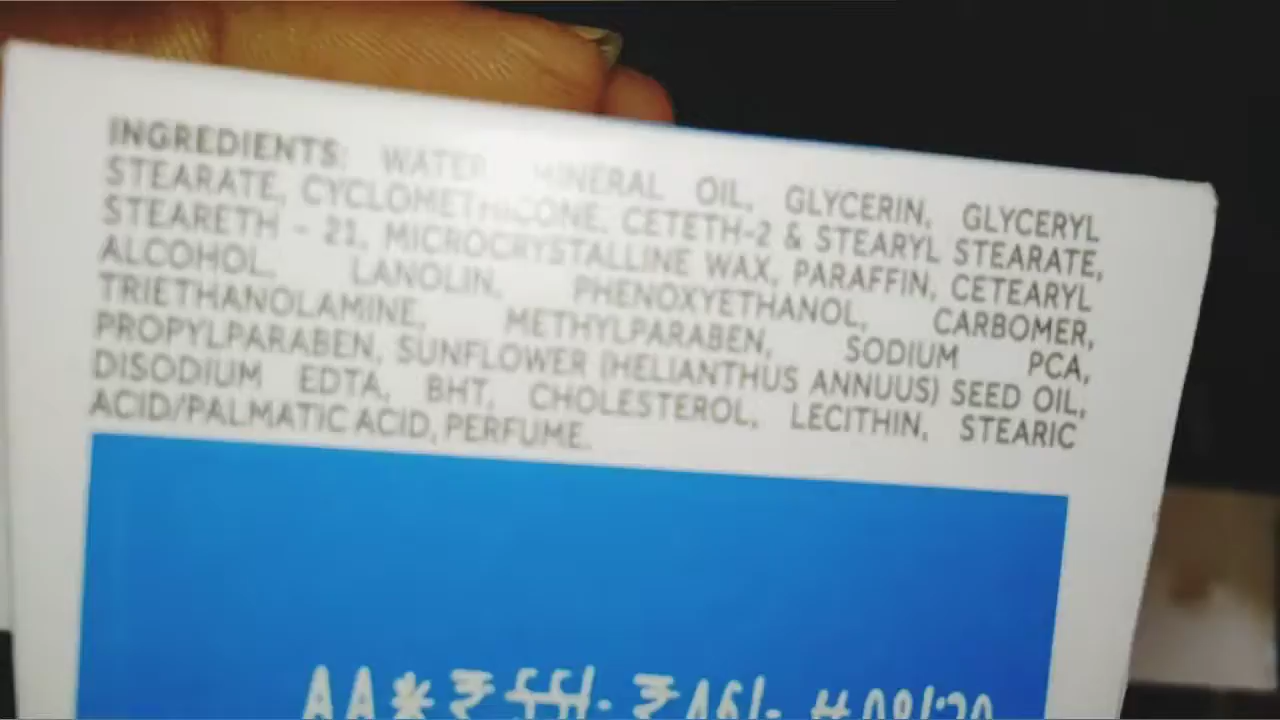 INGREDIENTS: WATER MINERAL OIL, GLYCERIN, GLYCERYL
STEARATE, CYCLOMETHICONE, CETETH-2 & STEARYL STEARATE,
STEARETH - 21, MICROCRYSTALLINE WAX, PARAFFIN, CETEARYL
ALCOHOL, LANOLIN, PHENOXYETHANOL, CARBOMER,
TRIETHANOLAMINE, METHYLPARABEN, SODIUM PCA,
PROPYLPARABEN, SUNFLOWER (HELIANTHUS ANNUUS) SEED OIL,
DISODIUM EDTA, BHT, CHOLESTEROL, LECITHIN, STEARIC
ACID/PALMATIC ACID, PERFUME.